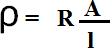 ρ = R A/l